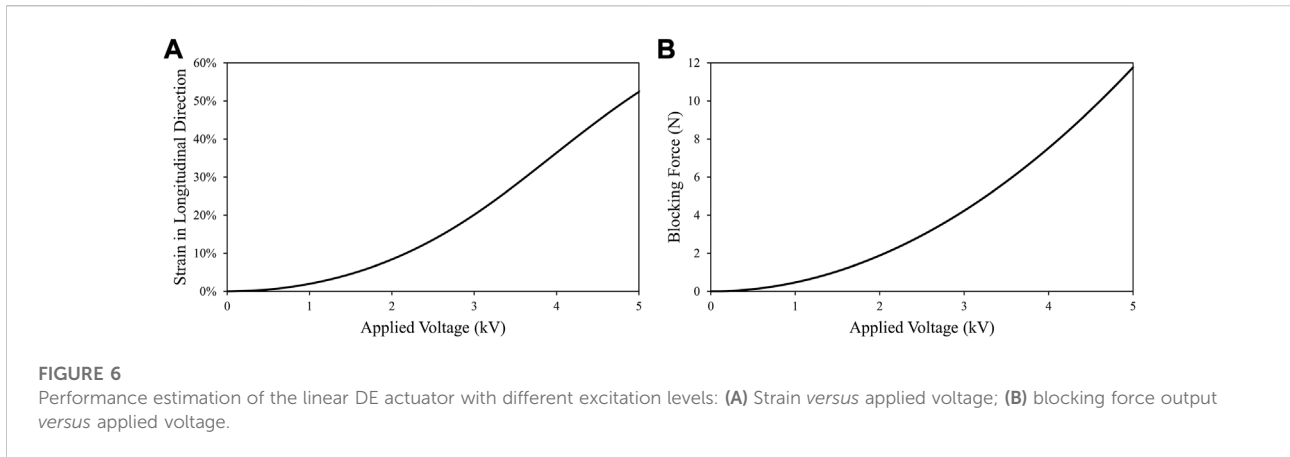 A
60%
50%
40%
30%
20%
10%
0%
Strain in Longitudinal Direction
0 1 2 3 4 5
Applied Voltage (kV)
B
12
10
8
6
4
2
0
Blocking Force (N)
0 1 2 3 4 5
Applied Voltage (kV)
FIGURE 6
Performance estimation of the linear DE actuator with different excitation levels: (A) Strain versus applied voltage; (B) blocking force output
versus applied voltage.